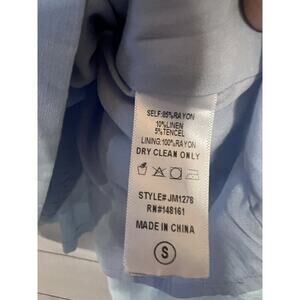 SELF:85%RAYON
10%LINEN
5%TENCEL
LINING:100%RAYON
DRY CLEAN ONLY
STYLE# JM1278
RN#148161
MADE IN CHINA
S